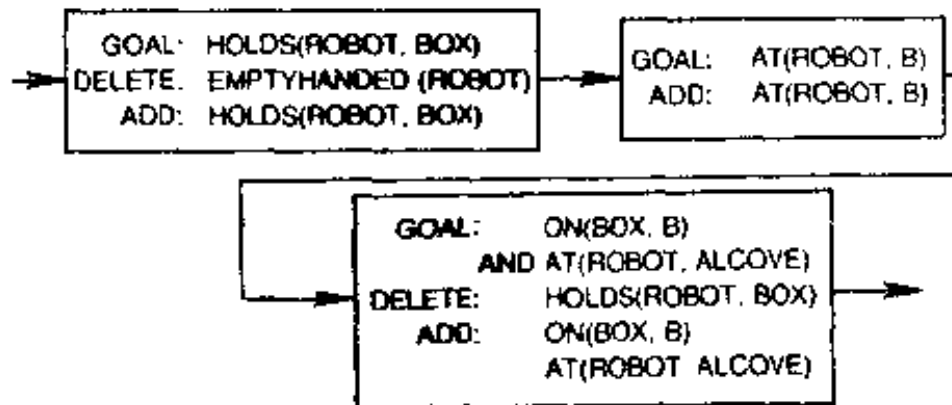 GOAL: HOLDS(ROBOT, BOX)
DELETE. EMPTYHANDED (ROBOT)
ADD: HOLDS(ROBOT, BOX)
GOAL: AT(ROBOT, B)
ADD: AT(ROBOT, B)
GOAL: ON(BOX, B)
AND AT(ROBOT, ALCOVE)
DELETE: HOLDS(ROBOT, BOX)
ADD: ON(BOX, B)
AT(ROBOT ALCOVE)